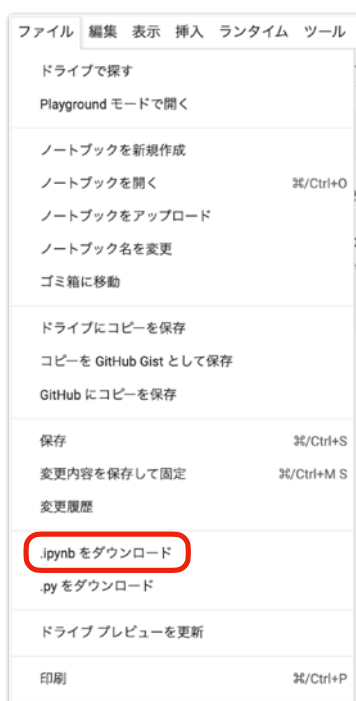 ファイル 編集 表示 挿入 ランタイム ツール
ドライブで探す
Playground モードで開く
ノートブックを新規作成
ノートブックを開く ⌘/Ctrl+O
ノートブックをアップロード
ノートブック名を変更
ゴミ箱に移動
ドライブにコピーを保存
コピーを GitHub Gist として保存
GitHub にコピーを保存
保存 ⌘/Ctrl+S
変更内容を保存して固定 ⌘/Ctrl+M S
変更履歴
.ipynb をダウンロード
.py をダウンロード
ドライブ プレビューを更新
印刷 ⌘/Ctrl+P